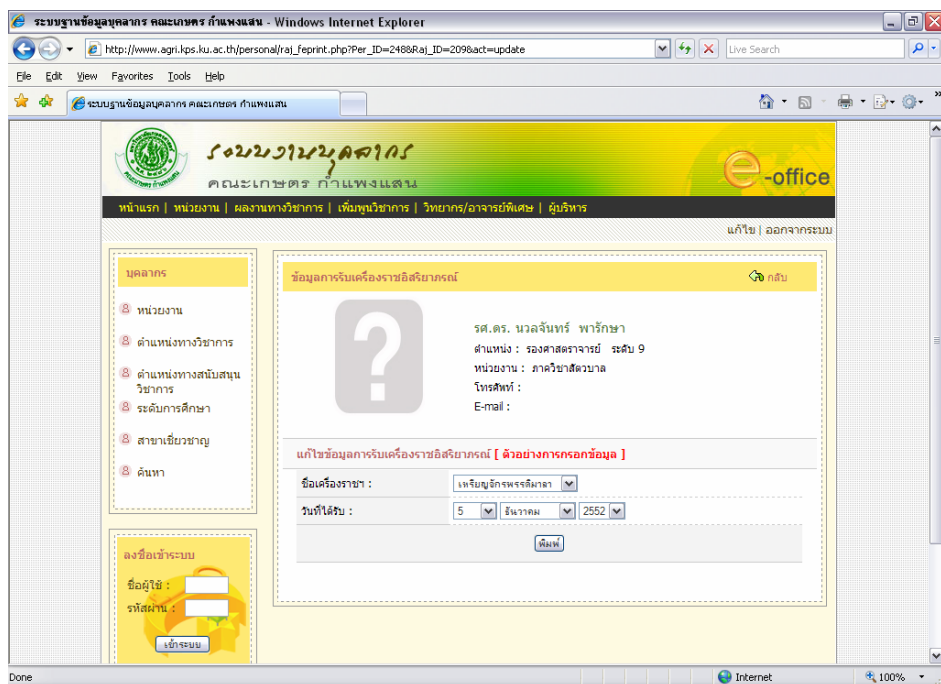 ระบบฐานข้อมูลบุคลากร คณะเกษตร กำแพงแสน - Windows Internet Explorer
http://www.agri.kps.ku.ac.th/personal/raj_feprint.php?Per_ID=248&Raj_ID=209&act=update
Live Search
File Edit View Favorites Tools Help
ระบบฐานข้อมูลบุคลากร คณะเกษตร กำแพงแสน
ระบบงานบุคลากร
คณะเกษตร กำแพงแสน
e-office
หน้าแรก | หน่วยงาน | ผลงานทางวิชาการ | เพิ่มพูนวิชาการ | วิทยากร/อาจารย์พิเศษ | ผู้บริหาร
แก้ไข | ออกจากระบบ
บุคลากร
หน่วยงาน
ตำแหน่งทางวิชาการ
ตำแหน่งทางสนับสนุน
วิชาการ
ระดับการศึกษา
สาขาเชี่ยวชาญ
ค้นหา
ลงชื่อเข้าระบบ
ชื่อผู้ใช้ :
รหัสผ่าน :
เข้าระบบ
ข้อมูลการรับเครื่องราชอิสริยาภรณ์
กลับ
?
รศ.ดร. นวลจันทร์ พารักษา
ตำแหน่ง : รองศาสตราจารย์ ระดับ 9
หน่วยงาน : ภาควิชาสัตวบาล
โทรศัพท์ :
E-mail :
แก้ไขข้อมูลการรับเครื่องราชอิสริยาภรณ์ [ ตัวอย่างการกรอกข้อมูล ]
ชื่อเครื่องราชฯ : เหรียญจักรพรรดิมาลา
วันที่ได้รับ : 5 ธันวาคม 2552
พิมพ์
Done
Internet
100%